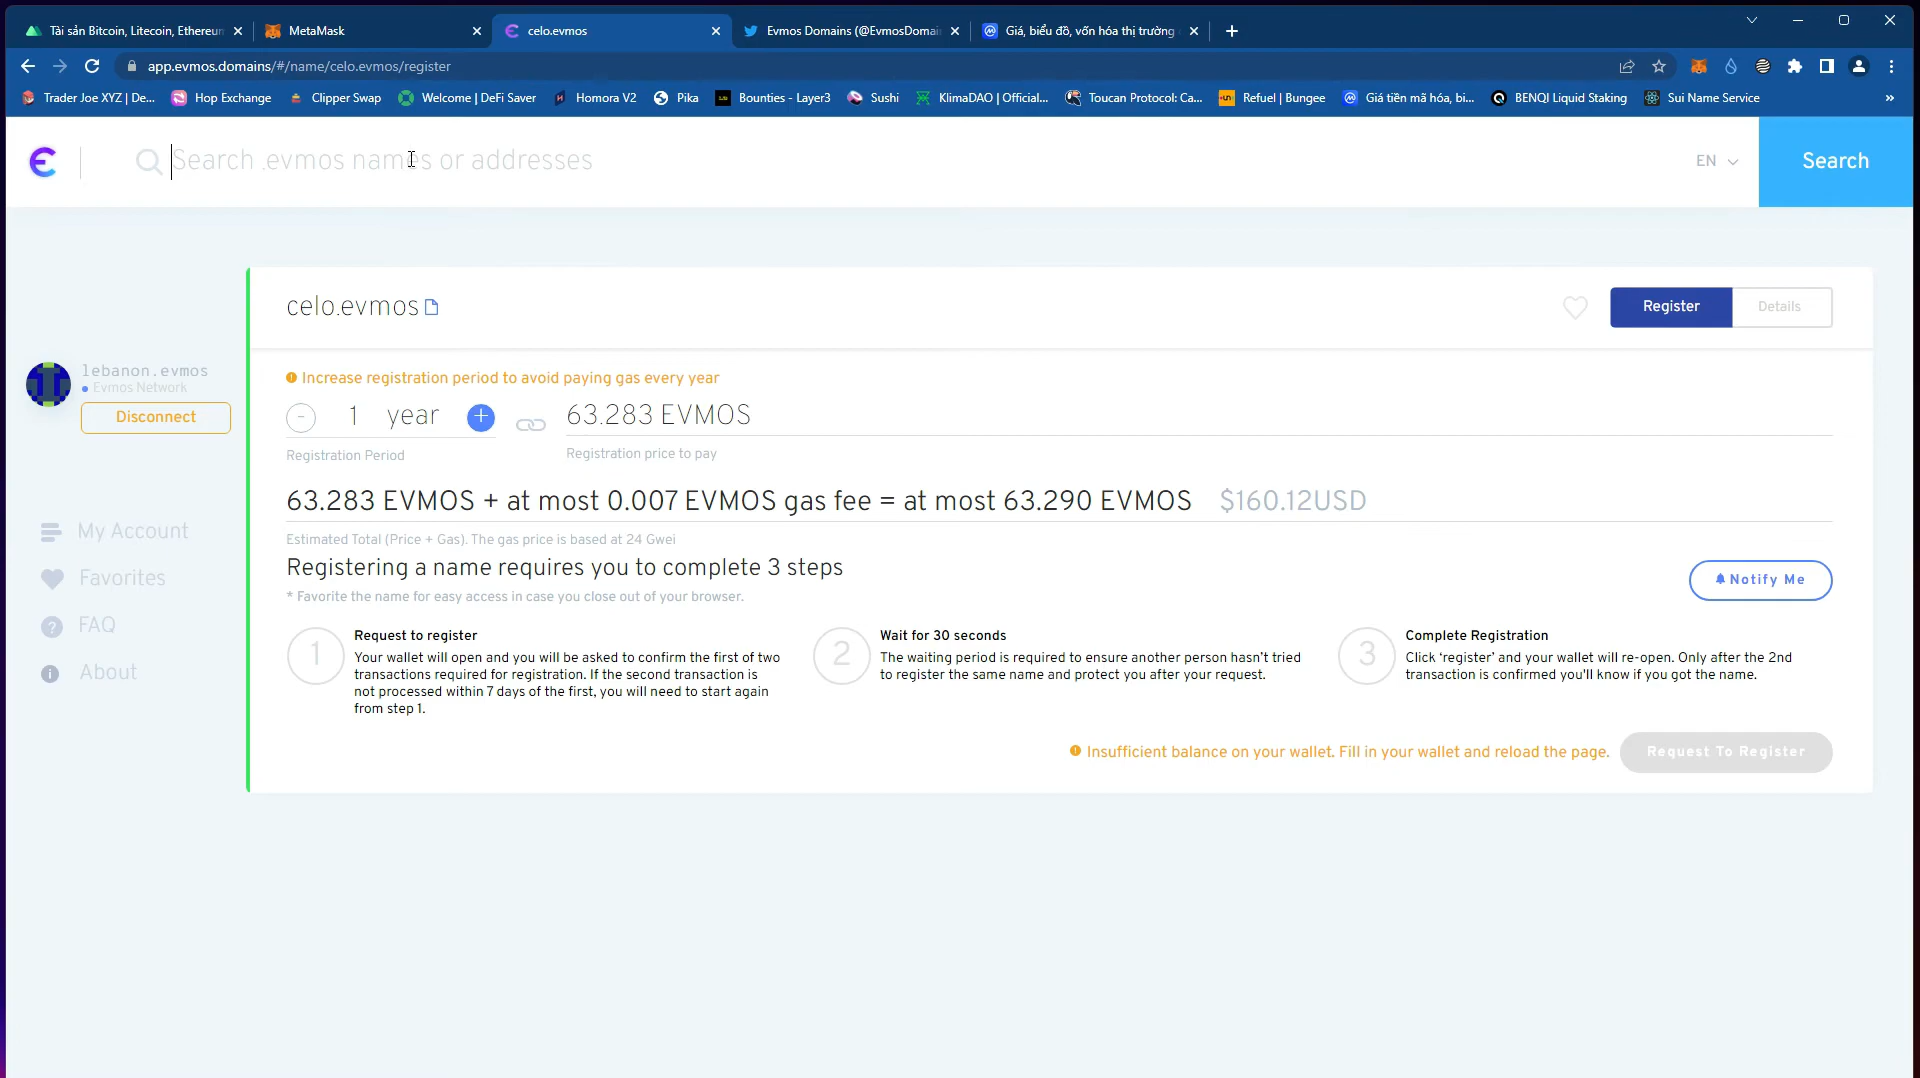 Tài sản Bitcoin, Litecoin, Ethereum
MetaMask
celo.evmos
Evmos Domains (@EvmosDomai
Giá, biểu đồ, vốn hóa thị trường
app.evmos.domains/#/name/celo.evmos/register
Trader Joe XYZ | De...
Hop Exchange
Clipper Swap
Welcome | DeFi Saver
Homora V2
Pika
Bounties - Layer3
Sushi
KlimaDAO | Official...
Toucan Protocol: Ca...
Refuel | Bungee
Giá tiền mã hóa, bi...
BENQI Liquid Staking
Sui Name Service
»
Search .evmos names or addresses
EN
Search
celo.evmos
Register
Details
lebanon.evmos
Evmos Network
Disconnect
My Account
Favorites
FAQ
About
Increase registration period to avoid paying gas every year
- 1 year +
63.283 EVMOS
Registration Period
Registration price to pay
63.283 EVMOS + at most 0.007 EVMOS gas fee = at most 63.290 EVMOS $160.12USD
Estimated Total (Price + Gas). The gas price is based at 24 Gwei
Registering a name requires you to complete 3 steps
* Favorite the name for easy access in case you close out of your browser.
Notify Me
1
Request to register
Your wallet will open and you will be asked to confirm the first of two
transactions required for registration. If the second transaction is
not processed within 7 days of the first, you will need to start again
from step 1.
2
Wait for 30 seconds
The waiting period is required to ensure another person hasn't tried
to register the same name and protect you after your request.
3
Complete Registration
Click ‘register’ and your wallet will re-open. Only after the 2nd
transaction is confirmed you'll know if you got the name.
Insufficient balance on your wallet. Fill in your wallet and reload the page.
Request To Register